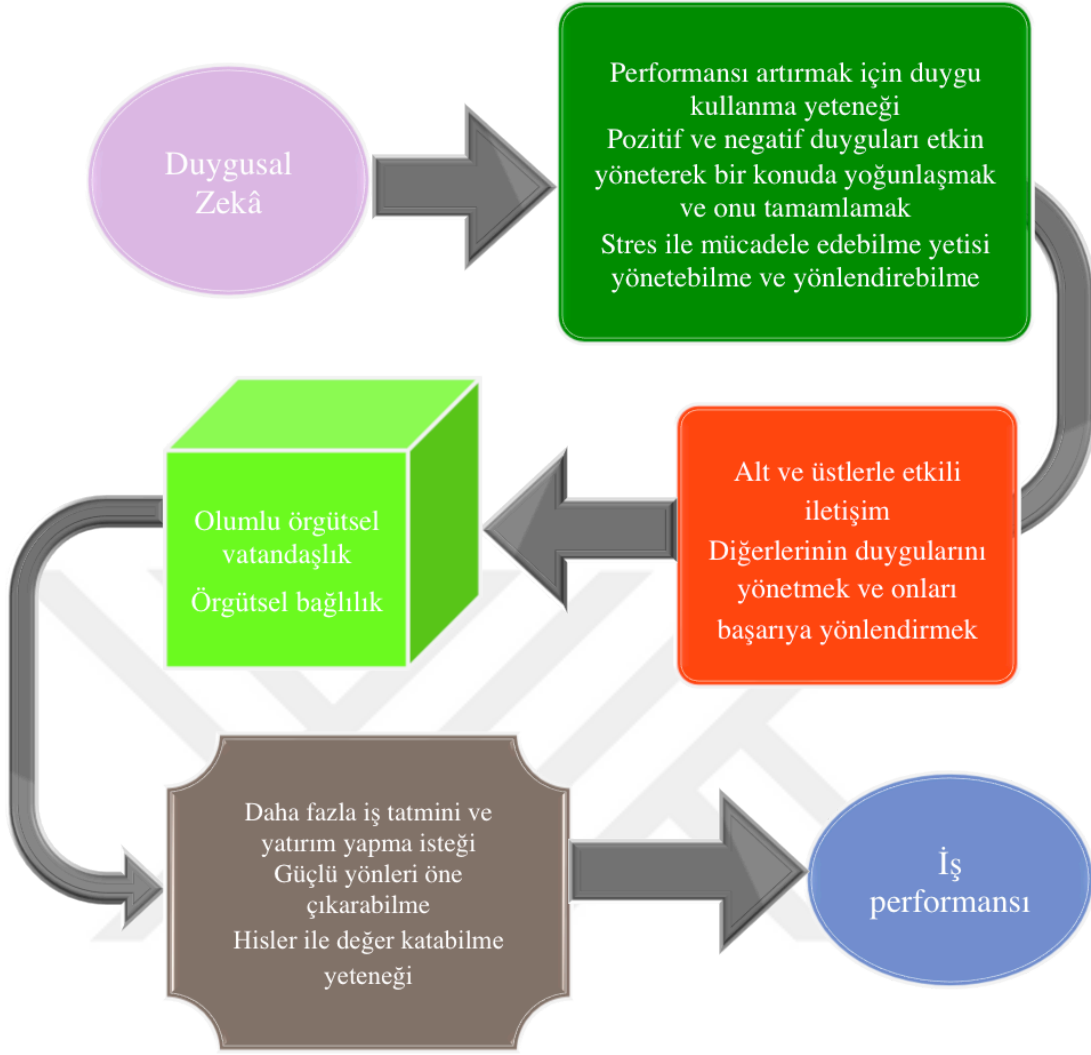 Duygusal
Zekâ
Performansı artırmak için duygu
kullanma yeteneği
Pozitif ve negatif duyguları etkin
yöneterek bir konuda yoğunlaşmak
ve onu tamamlamak
Stres ile mücadele edebilme yetisi
yönetebilme ve yönlendirebilme
Alt ve üstlerle etkili
iletişim
Diğerlerinin duygularını
yönetmek ve onları
başarıya yönlendirmek
Olumlu örgütsel
vatandaşlık
Örgütsel bağlılık
Daha fazla iş tatmini ve
yatırım yapma isteği
Güçlü yönleri öne
çıkarabilme
Hisler ile değer katabilme
yeteneği
İş
performansı